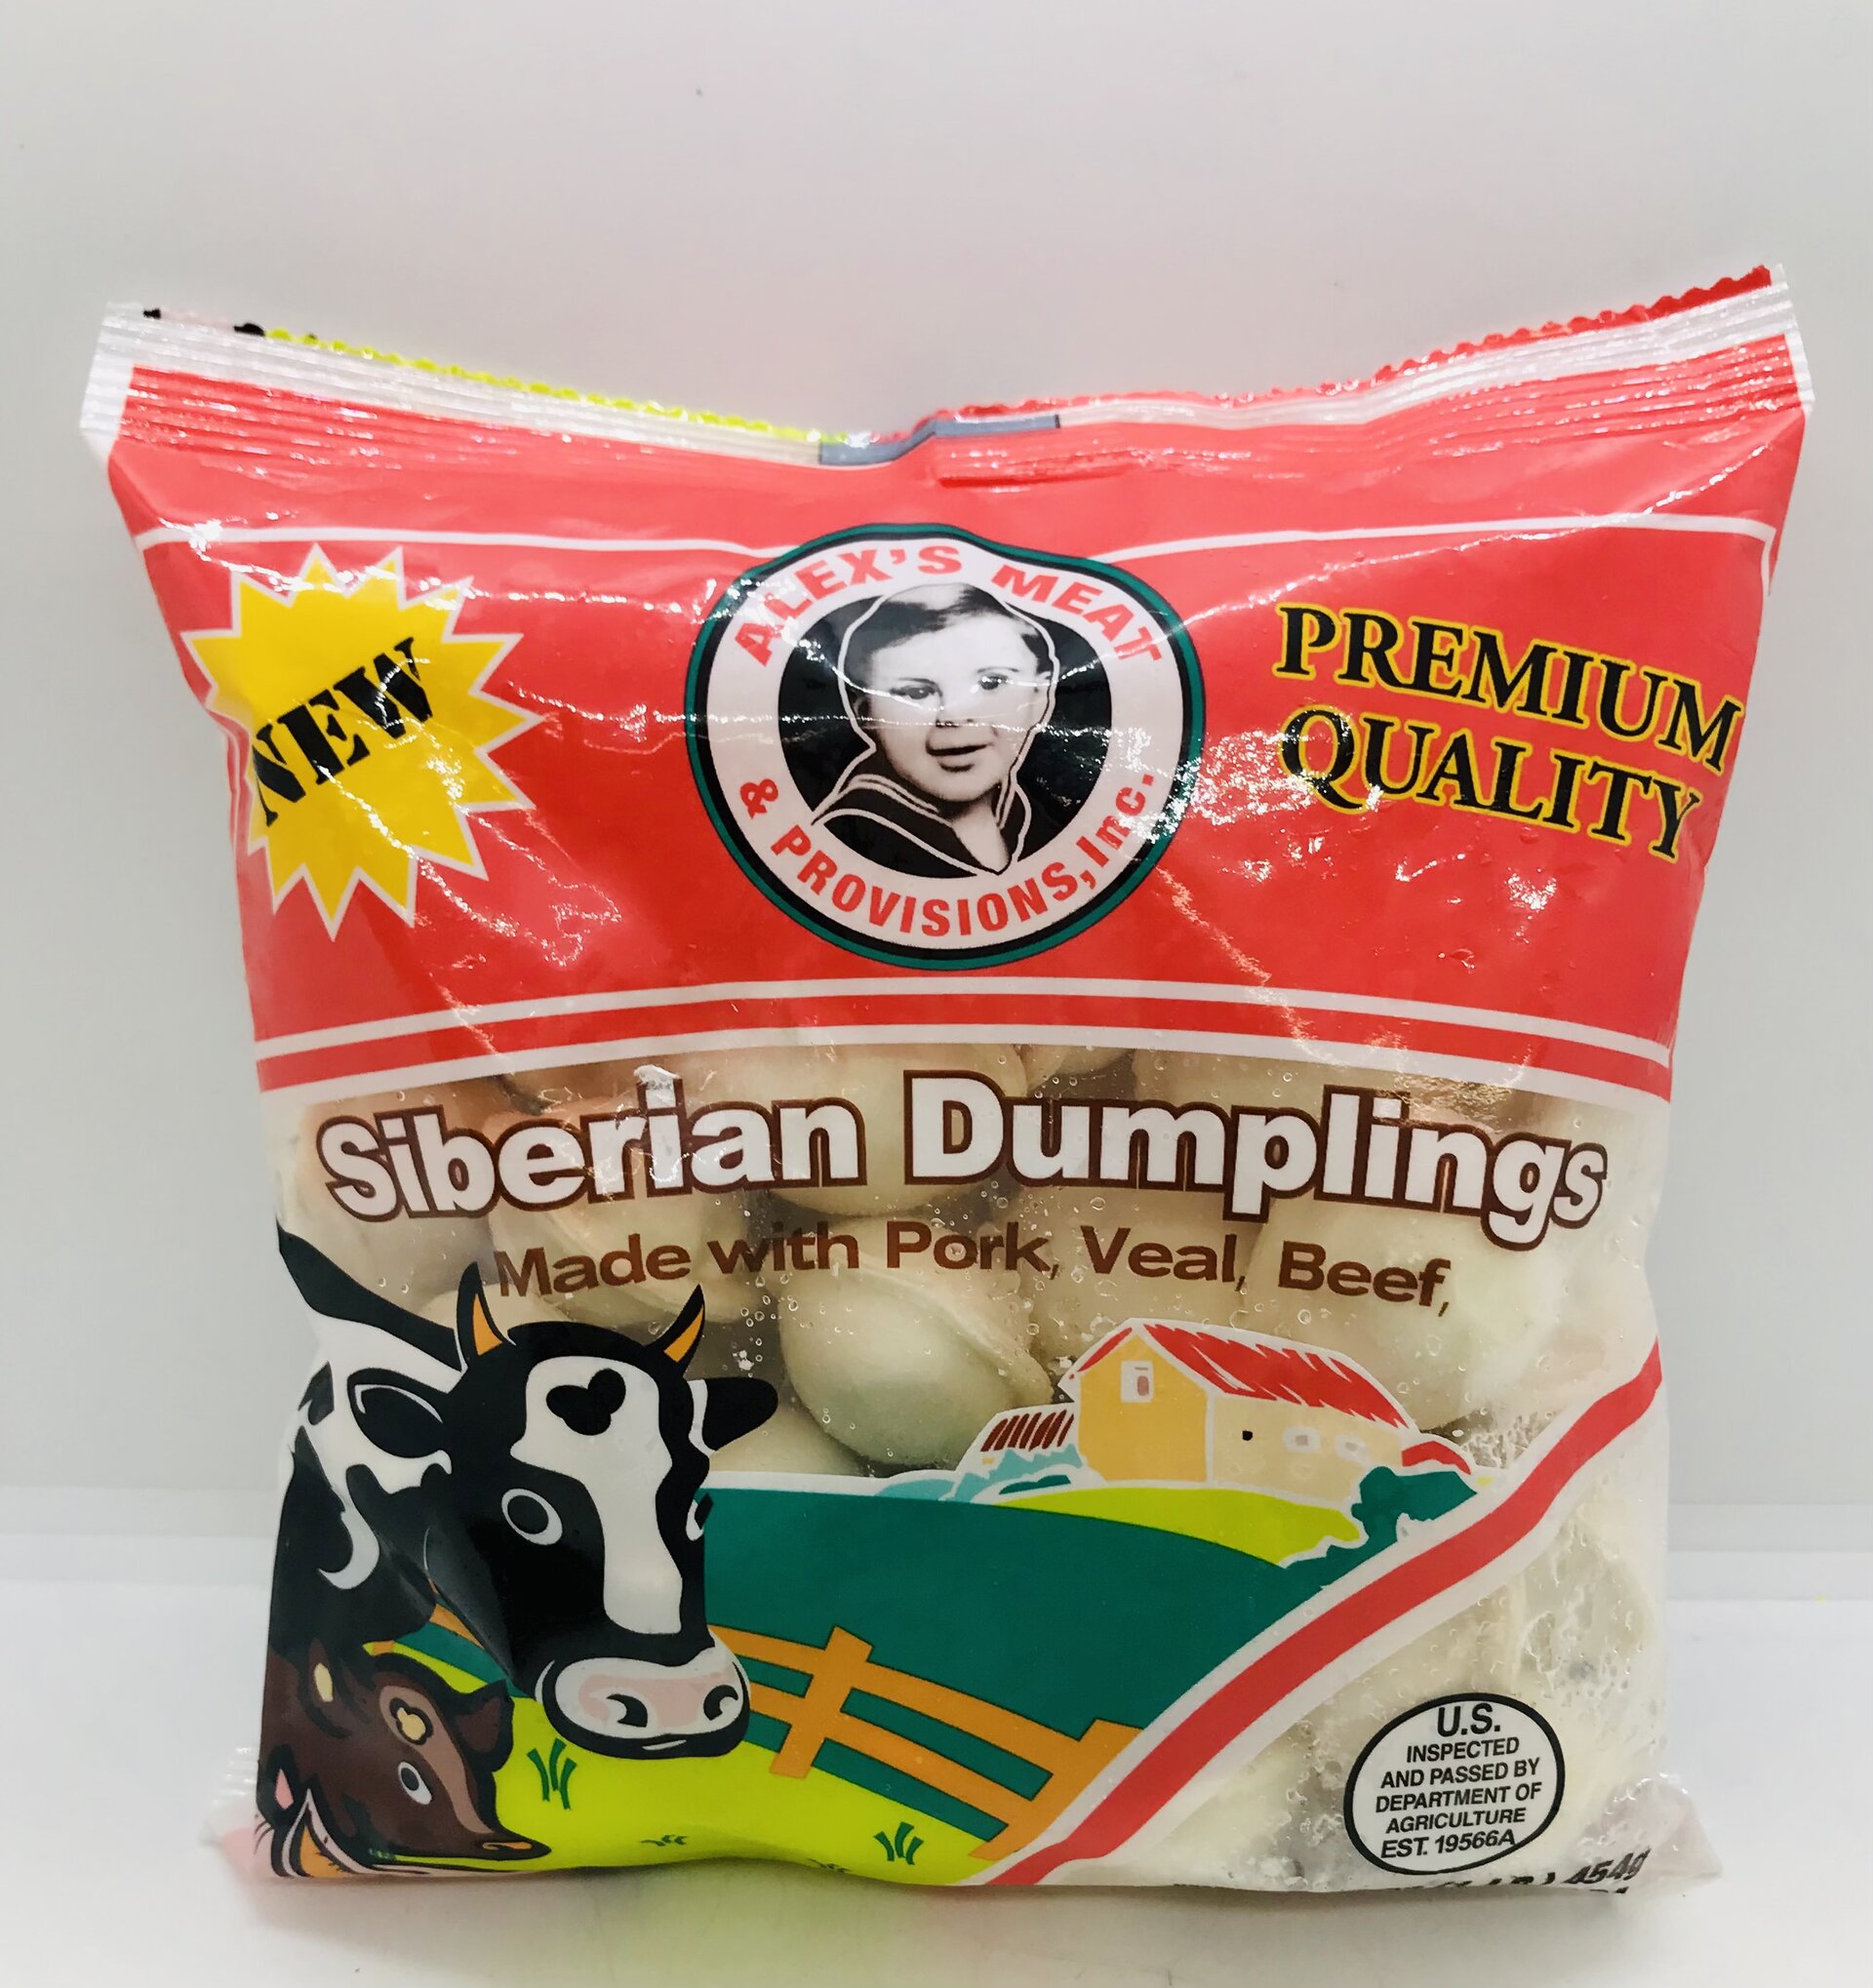 NEW
ALEX'S MEAT
& PROVISIONS, Inc.
PREMIUM
QUALITY
Siberian Dumplings
Made with Pork, Veal, Beef,
U.S.
INSPECTED
AND PASSED BY
DEPARTMENT OF
AGRICULTURE
EST. 19566A
454g